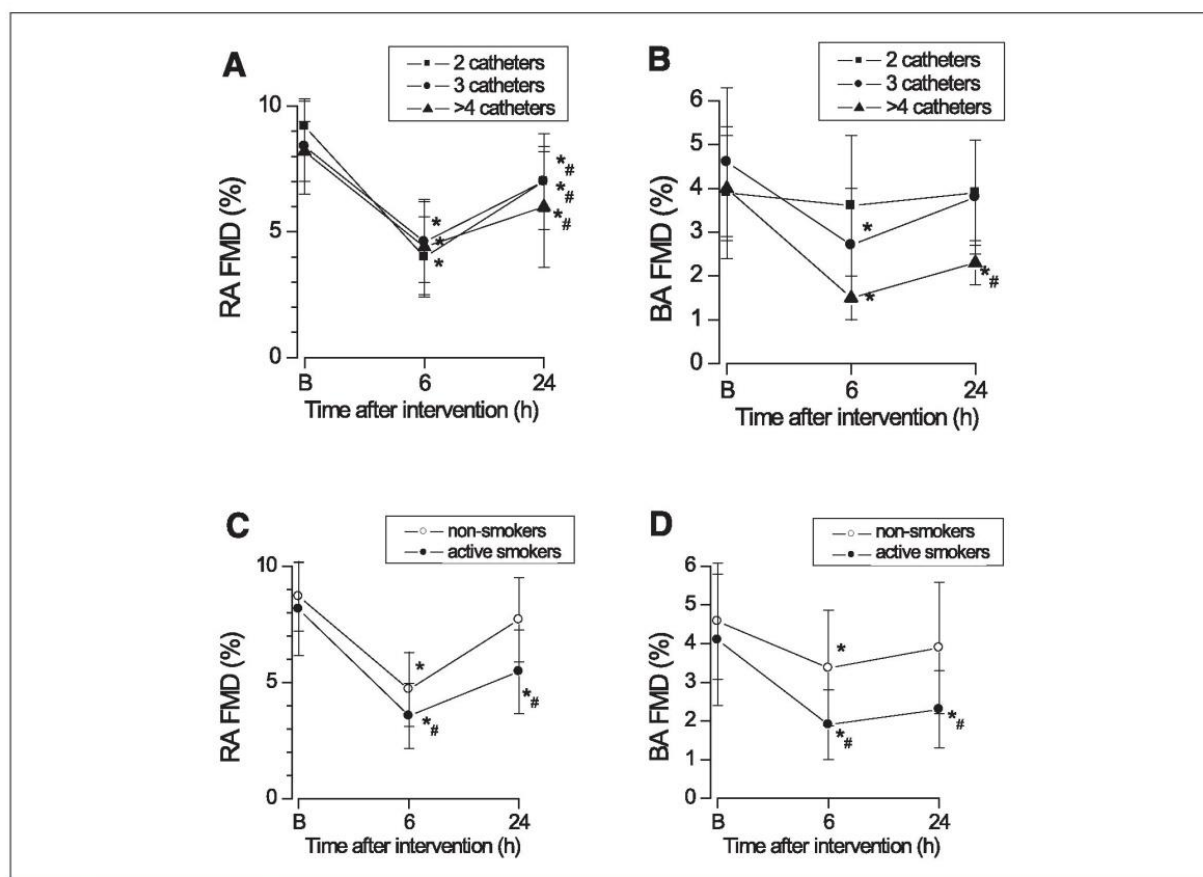 A
2 catheters
3 catheters
>4 catheters
RA FMD (%)
10
5
0
*#
*#
*#
*
*
*
B
6
24
Time after intervention (h)
B
2 catheters
3 catheters
>4 catheters
BA FMD (%)
6
5
4
3
2
1
0
*
*
*#
B
6
24
Time after intervention (h)
C
non-smokers
active smokers
RA FMD (%)
10
5
0
*
*#
*#
B
6
24
Time after intervention (h)
D
non-smokers
active smokers
BA FMD (%)
6
5
4
3
2
1
0
*
*#
*#
B
6
24
Time after intervention (h)